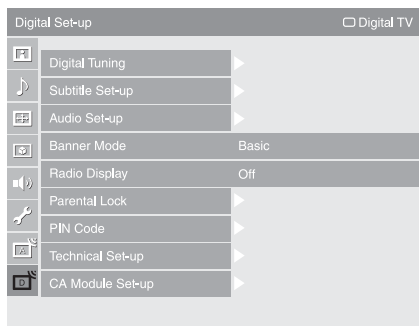 Digital Set-up Digital TV
Digital Tuning
Subtitle Set-up
Audio Set-up
Banner Mode Basic
Radio Display Off
Parental Lock
PIN Code
Technical Set-up
A
D CA Module Set-up